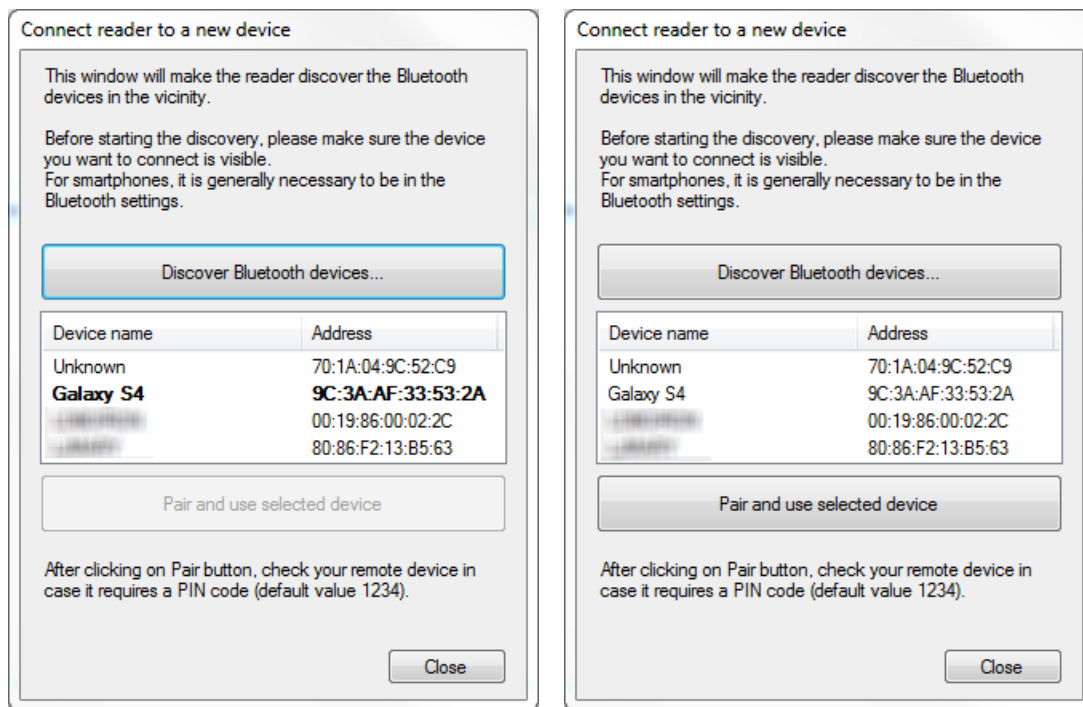 Connect reader to a new device
This window will make the reader discover the Bluetooth
devices in the vicinity.
Before starting the discovery, please make sure the device
you want to connect is visible.
For smartphones, it is generally necessary to be in the
Bluetooth settings.
Discover Bluetooth devices...
Device name Address
Unknown 70:1A:04:9C:52:C9
Galaxy S4 9C:3A:AF:33:53:2A
00:19:86:00:02:2C
80:86:F2:13:B5:63
Pair and use selected device
After clicking on Pair button, check your remote device in
case it requires a PIN code (default value 1234).
Close
Connect reader to a new device
This window will make the reader discover the Bluetooth
devices in the vicinity.
Before starting the discovery, please make sure the device
you want to connect is visible.
For smartphones, it is generally necessary to be in the
Bluetooth settings.
Discover Bluetooth devices...
Device name Address
Unknown 70:1A:04:9C:52:C9
Galaxy S4 9C:3A:AF:33:53:2A
00:19:86:00:02:2C
80:86:F2:13:B5:63
Pair and use selected device
After clicking on Pair button, check your remote device in
case it requires a PIN code (default value 1234).
Close